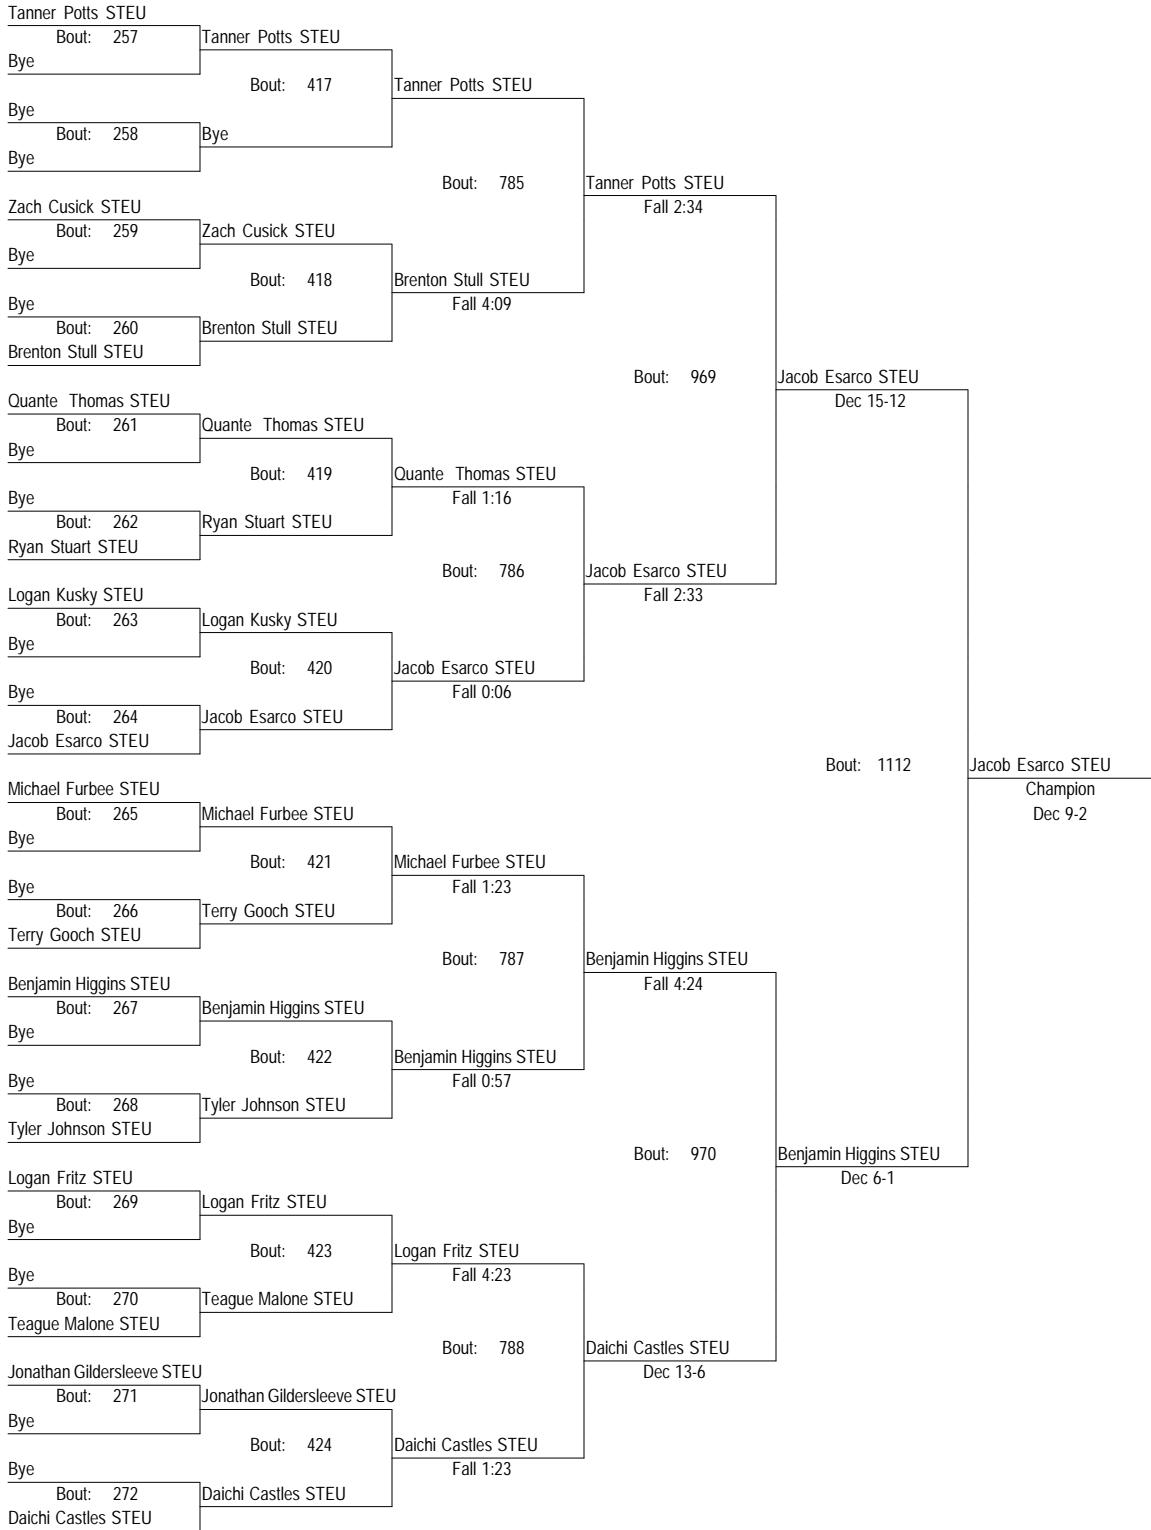 Tanner Potts STEU
Bout: 257
Tanner Potts STEU
Bye
Bout: 417
Tanner Potts STEU
Bye
Bout: 258
Bye
Bye
Bout: 785
Tanner Potts STEU
Fall 2:34
Zach Cusick STEU
Bout: 259
Zach Cusick STEU
Bye
Bout: 418
Brenton Stull STEU
Fall 4:09
Bye
Bout: 260
Brenton Stull STEU
Brenton Stull STEU
Bout: 969
Jacob Esarco STEU
Dec 15-12
Quante Thomas STEU
Bout: 261
Quante Thomas STEU
Bye
Bout: 419
Quante Thomas STEU
Fall 1:16
Bye
Bout: 262
Ryan Stuart STEU
Ryan Stuart STEU
Bout: 786
Jacob Esarco STEU
Fall 2:33
Logan Kusky STEU
Bout: 263
Logan Kusky STEU
Bye
Bout: 420
Jacob Esarco STEU
Fall 0:06
Bye
Bout: 264
Jacob Esarco STEU
Jacob Esarco STEU
Bout: 1112
Jacob Esarco STEU
Champion
Dec 9-2
Michael Furbee STEU
Bout: 265
Michael Furbee STEU
Bye
Bout: 421
Michael Furbee STEU
Fall 1:23
Bye
Bout: 266
Terry Gooch STEU
Terry Gooch STEU
Bout: 787
Benjamin Higgins STEU
Fall 4:24
Benjamin Higgins STEU
Bout: 267
Benjamin Higgins STEU
Bye
Bout: 422
Benjamin Higgins STEU
Fall 0:57
Bye
Bout: 268
Tyler Johnson STEU
Tyler Johnson STEU
Bout: 970
Benjamin Higgins STEU
Dec 6-1
Logan Fritz STEU
Bout: 269
Logan Fritz STEU
Bye
Bout: 423
Logan Fritz STEU
Fall 4:23
Bye
Bout: 270
Teague Malone STEU
Teague Malone STEU
Bout: 788
Daichi Castles STEU
Dec 13-6
Jonathan Gildersleeve STEU
Bout: 271
Jonathan Gildersleeve STEU
Bye
Bout: 424
Daichi Castles STEU
Fall 1:23
Bye
Bout: 272
Daichi Castles STEU
Daichi Castles STEU